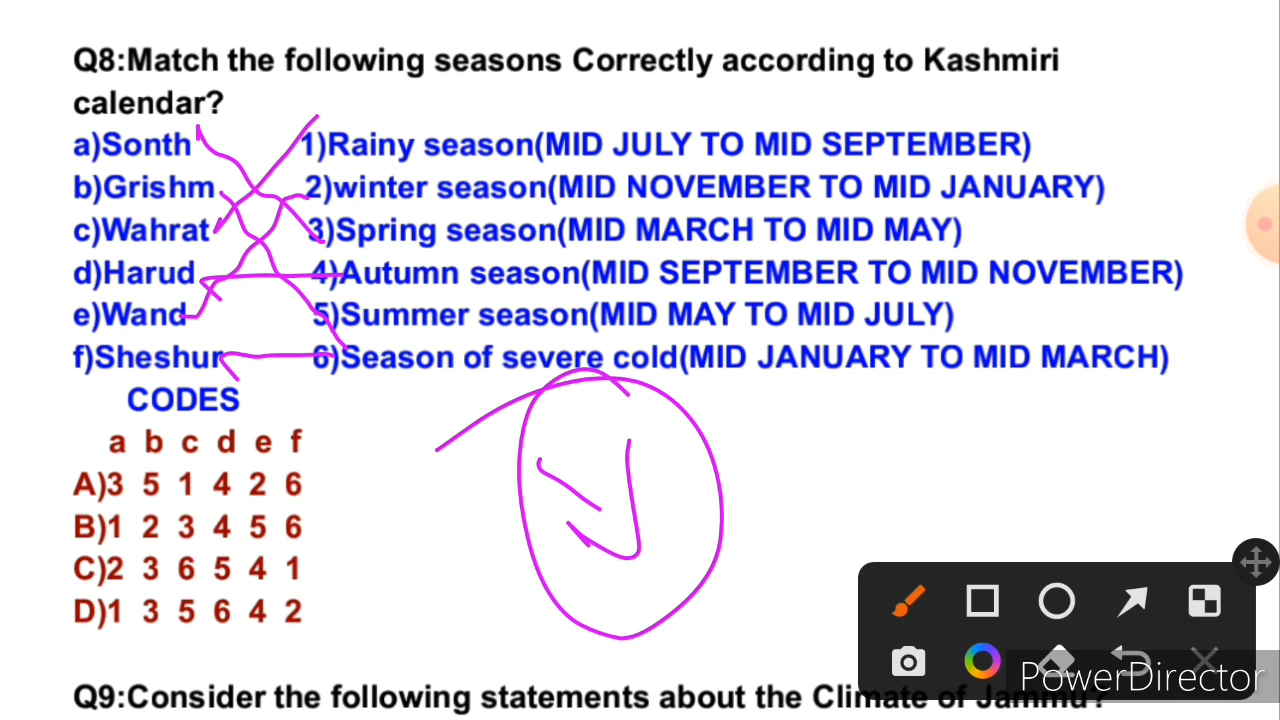 Q8:Match the following seasons Correctly according to Kashmiri
calendar?
a)Sonth 1)Rainy season(MID JULY TO MID SEPTEMBER)
b)Grishm 2)winter season(MID NOVEMBER TO MID JANUARY)
c)Wahrat 3)Spring season(MID MARCH TO MID MAY)
d)Harud 4)Autumn season(MID SEPTEMBER TO MID NOVEMBER)
e)Wand 5)Summer season(MID MAY TO MID JULY)
f)Sheshur 6)Season of severe cold(MID JANUARY TO MID MARCH)
CODES
a b c d e f
A)3 5 1 4 2 6
B)1 2 3 4 5 6
C)2 3 6 5 4 1
D)1 3 5 6 4 2
Q9:Consider the following statements about the Climate of Jammu?
PowerDirector